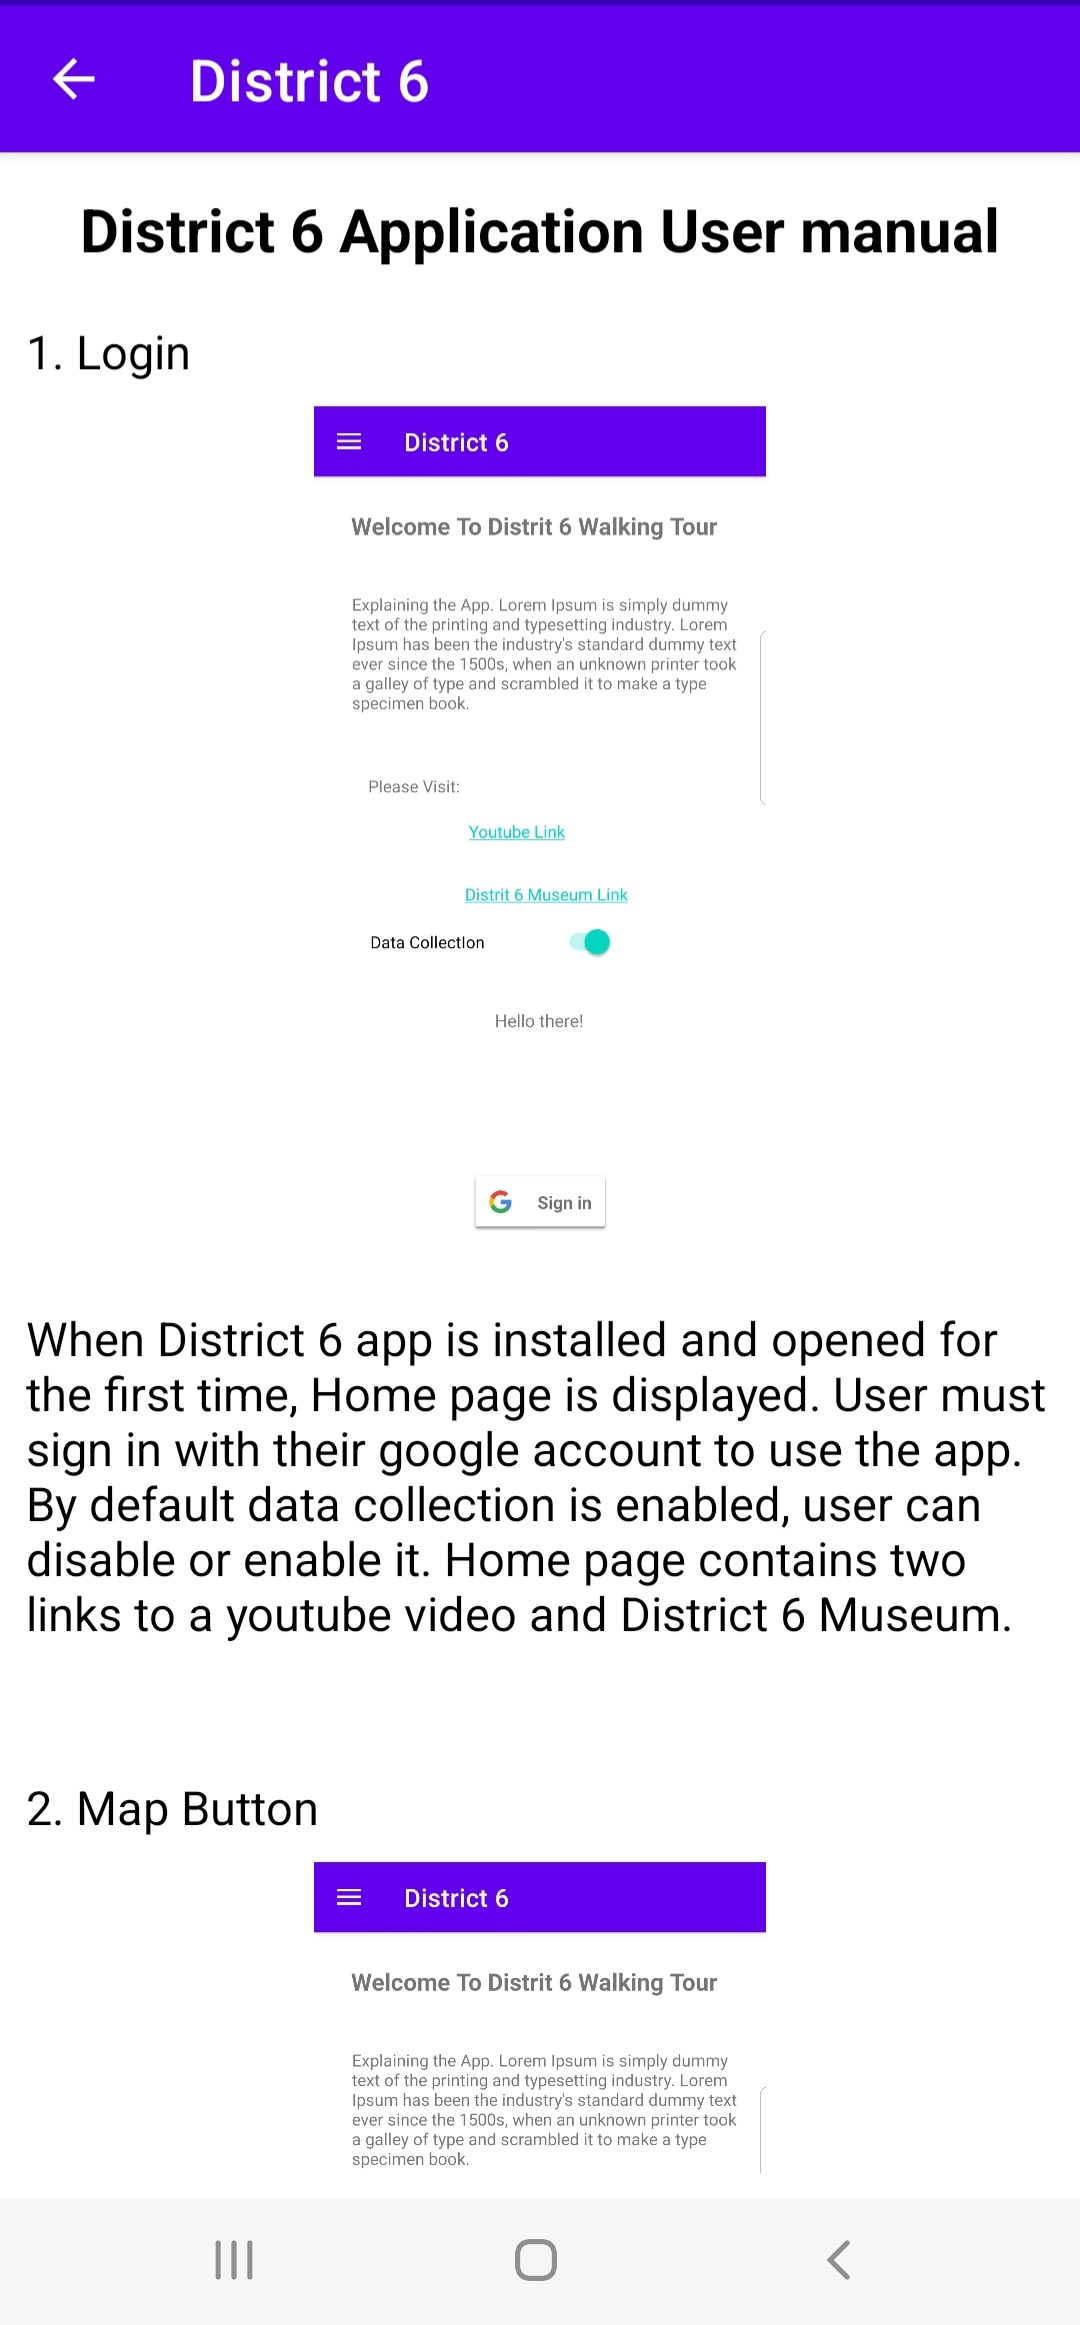 District 6
District 6 Application User manual
1. Login
District 6
Welcome To Distrit 6 Walking Tour
Explaining the App. Lorem Ipsum is simply dummy
text of the printing and typesetting industry. Lorem
Ipsum has been the industry's standard dummy text
ever since the 1500s, when an unknown printer took
a galley of type and scrambled it to make a type
specimen book.
Please Visit:
Youtube Link
Distrit 6 Museum Link
Data CollectIon
Hello there!
Sign in
When District 6 app is installed and opened for
the first time, Home page is displayed. User must
sign in with their google account to use the app.
By default data collection is enabled, user can
disable or enable it. Home page contains two
links to a youtube video and District 6 Museum.
2. Map Button
District 6
Welcome To Distrit 6 Walking Tour
Explaining the App. Lorem Ipsum is simply dummy
text of the printing and typesetting industry. Lorem
Ipsum has been the industry's standard dummy text
ever since the 1500s, when an unknown printer took
a galley of type and scrambled it to make a type
specimen book.